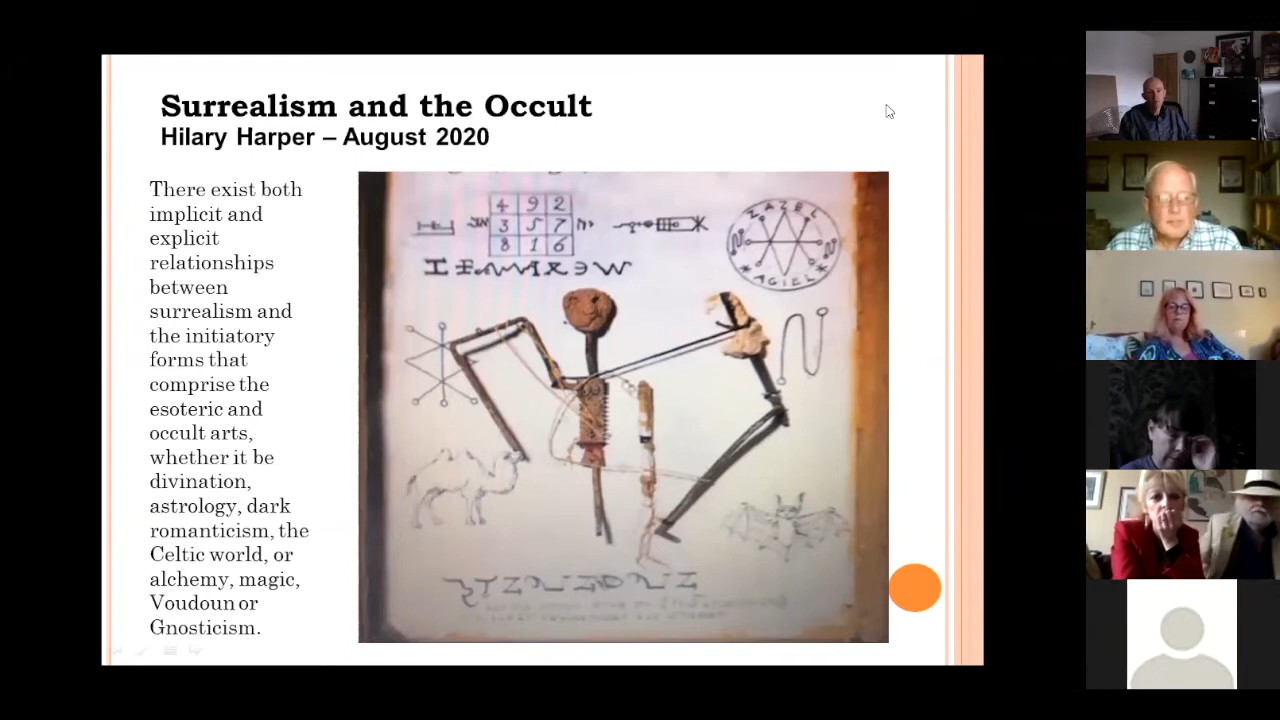 Surrealism and the Occult
Hilary Harper – August 2020
There exist both
implicit and
explicit
relationships
between
surrealism and
the initiatory
forms that
comprise the
esoteric and
occult arts,
whether it be
divination,
astrology, dark
romanticism, the
Celtic world, or
alchemy, magic,
Voudoun or
Gnosticism.
4 9 2
3 5 7
8 1 6
ZAZEL
AGIEL